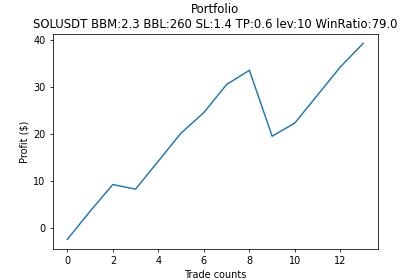 Portfolio
SOLUSDT BBM:2.3 BBL:260 SL:1.4 TP:0.6 lev:10 WinRatio:79.0
40
30
20
10
0
Profit ($)
0 2 4 6 8 10 12
Trade counts